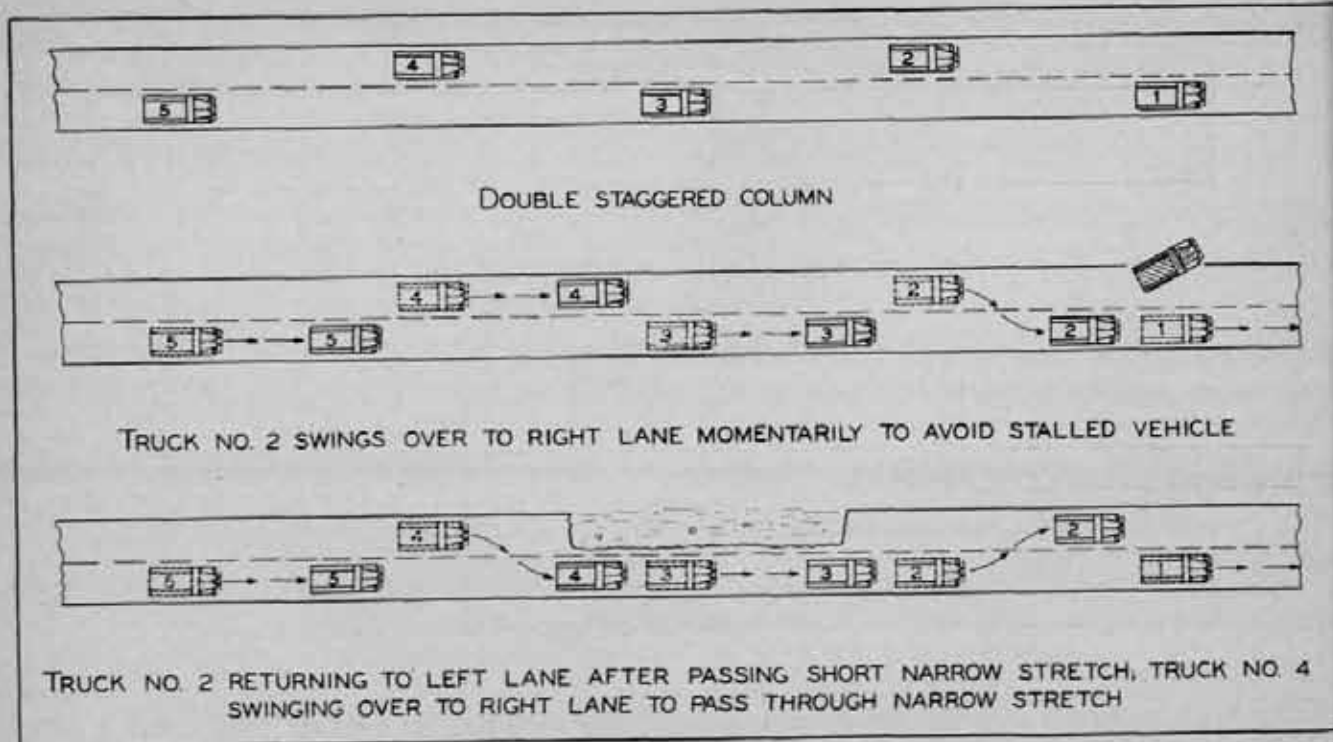 4 2
5 3 1
DOUBLE STAGGERED COLUMN
4 4 2
5 5 3 3 2 1
TRUCK NO. 2 SWINGS OVER TO RIGHT LANE MOMENTARILY TO AVOID STALLED VEHICLE
4 2
5 5 4 3 3 2 1
TRUCK NO. 2 RETURNING TO LEFT LANE AFTER PASSING SHORT NARROW STRETCH; TRUCK NO. 4
SWINGING OVER TO RIGHT LANE TO PASS THROUGH NARROW STRETCH